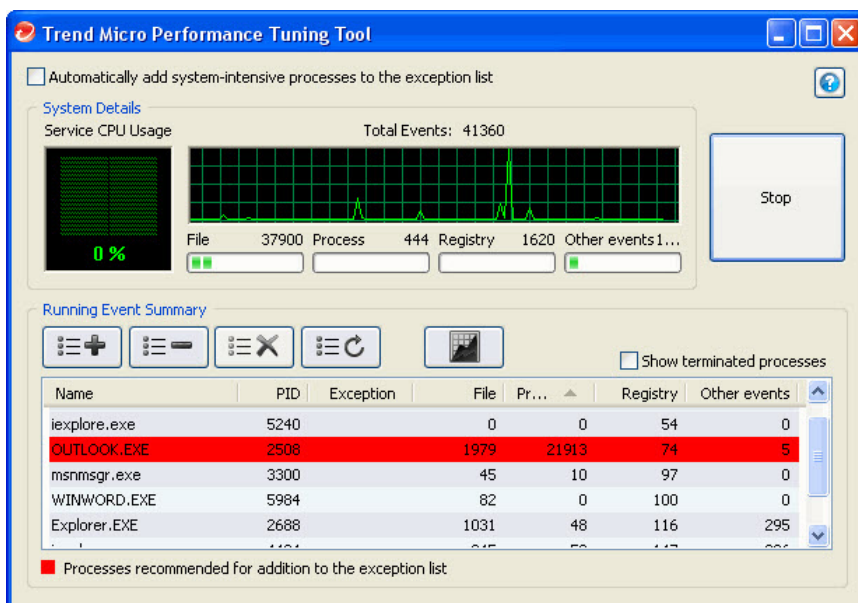 Trend Micro Performance Tuning Tool
Automatically add system-intensive processes to the exception list
System Details
Service CPU Usage
Total Events: 41360
0 %
File 37900 Process 444 Registry 1620 Other events1...
Stop
Running Event Summary
Show terminated processes
Name PID Exception File Pr... Registry Other events
iexplore.exe 5240 0 0 54 0
OUTLOOK.EXE 2508 1979 21913 74 5
msnmsgr.exe 3300 45 10 97 0
WINWORD.EXE 5984 82 0 100 0
Explorer.EXE 2688 1031 48 116 295
Processes recommended for addition to the exception list